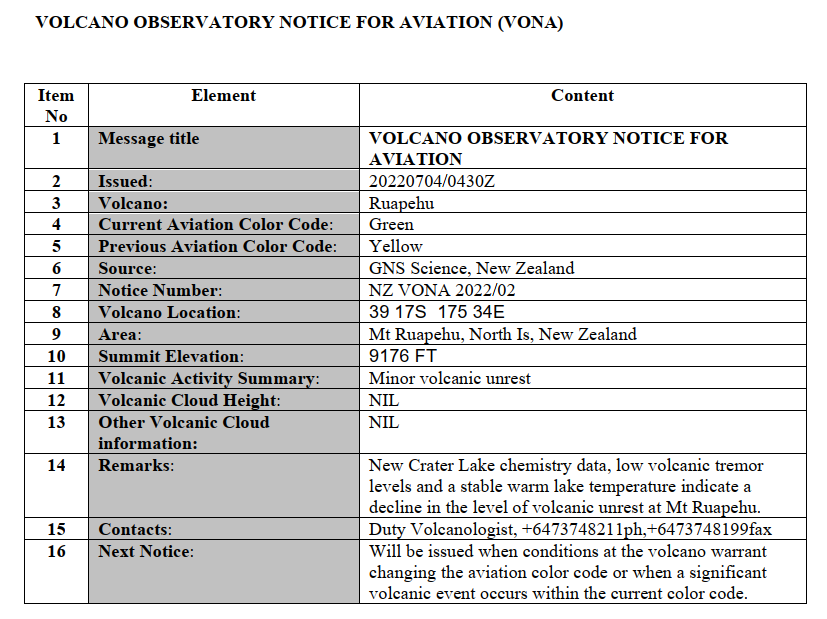 VOLCANO OBSERVATORY NOTICE FOR AVIATION (VONA)
Item No Element Content
1 Message title VOLCANO OBSERVATORY NOTICE FOR
AVIATION
2 Issued: 20220704/0430Z
3 Volcano: Ruapehu
4 Current Aviation Color Code: Green
5 Previous Aviation Color Code: Yellow
6 Source: GNS Science, New Zealand
7 Notice Number: NZ VONA 2022/02
8 Volcano Location: 39 17S 175 34E
9 Area: Mt Ruapehu, North Is, New Zealand
10 Summit Elevation: 9176 FT
11 Volcanic Activity Summary: Minor volcanic unrest
12 Volcanic Cloud Height: NIL
13 Other Volcanic Cloud information: NIL
14 Remarks: New Crater Lake chemistry data, low volcanic tremor
levels and a stable warm lake temperature indicate a
decline in the level of volcanic unrest at Mt Ruapehu.
15 Contacts: Duty Volcanologist, +6473748211ph,+6473748199fax
16 Next Notice: Will be issued when conditions at the volcano warrant
changing the aviation color code or when a significant
volcanic event occurs within the current color code.